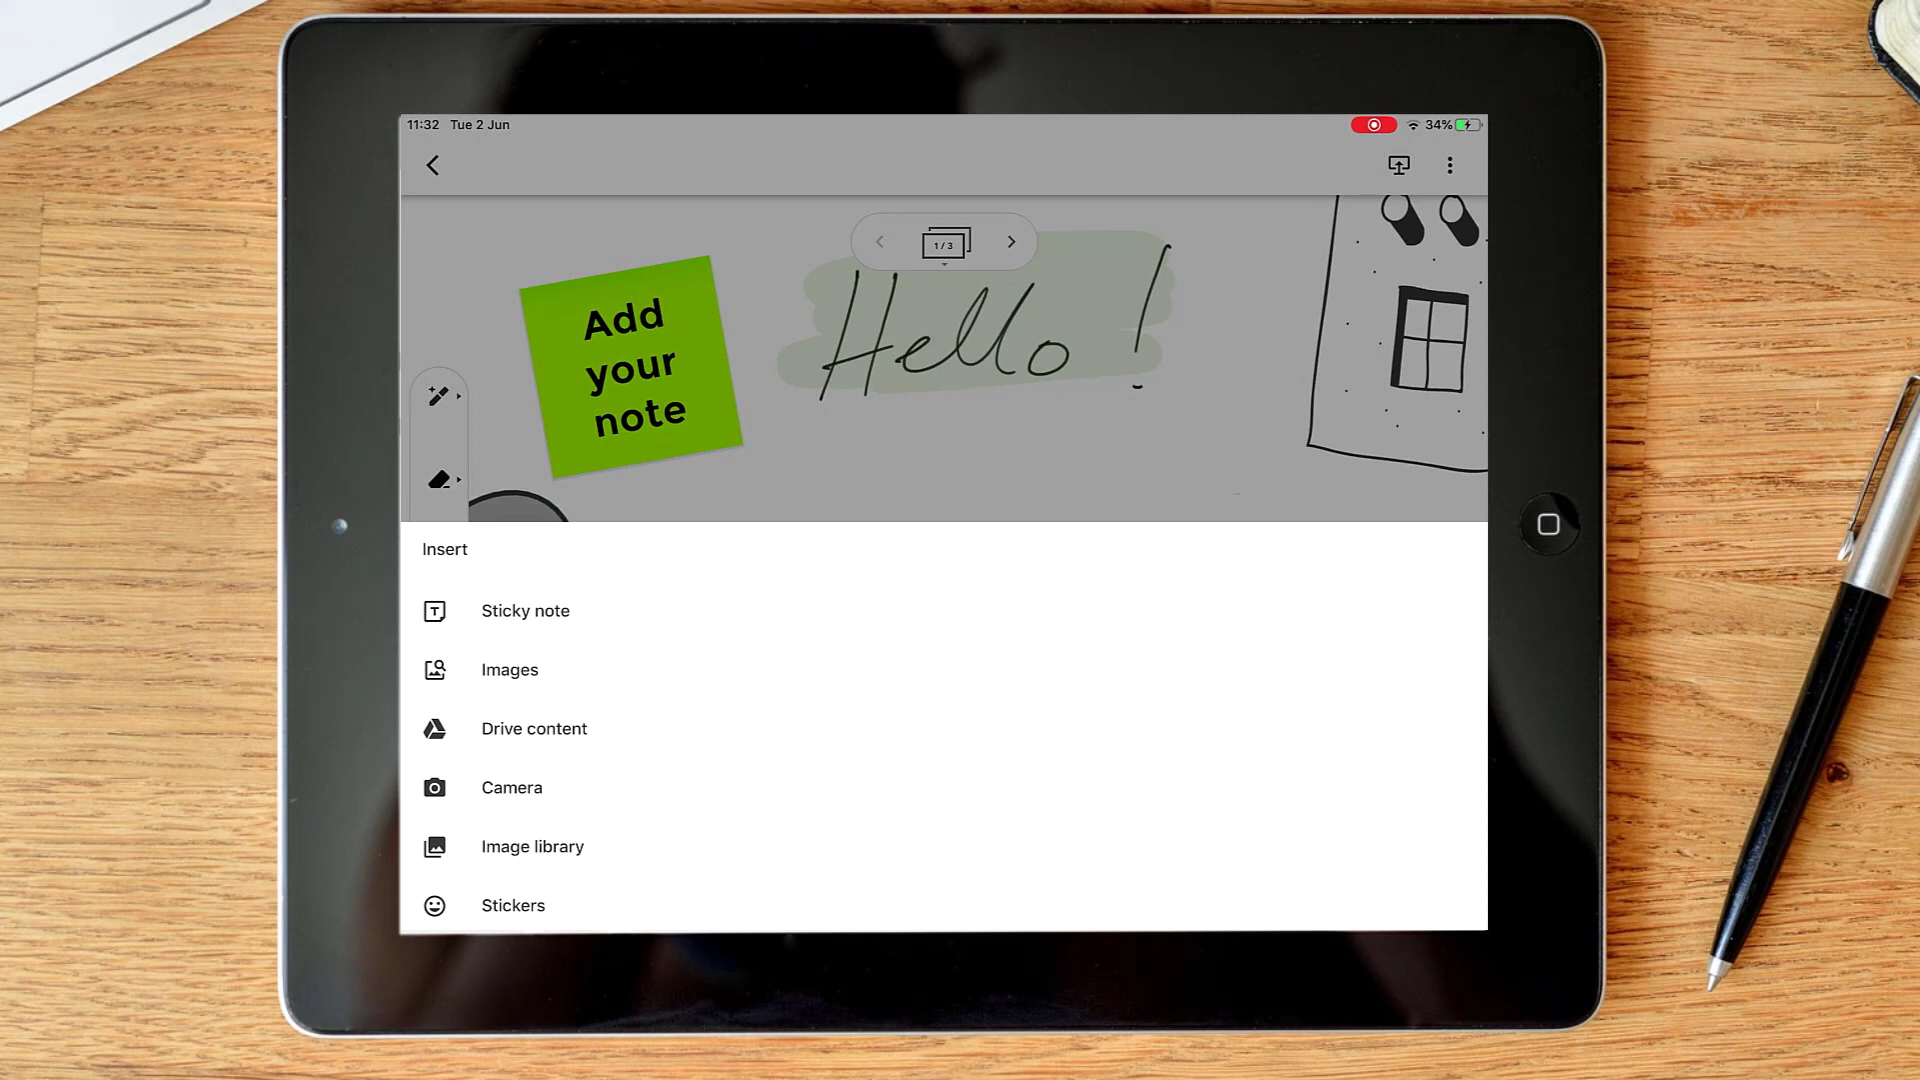 11:32 Tue 2 Jun
34%
1 / 3
Add
your
note
Hello !
Insert
Sticky note
Images
Drive content
Camera
Image library
Stickers